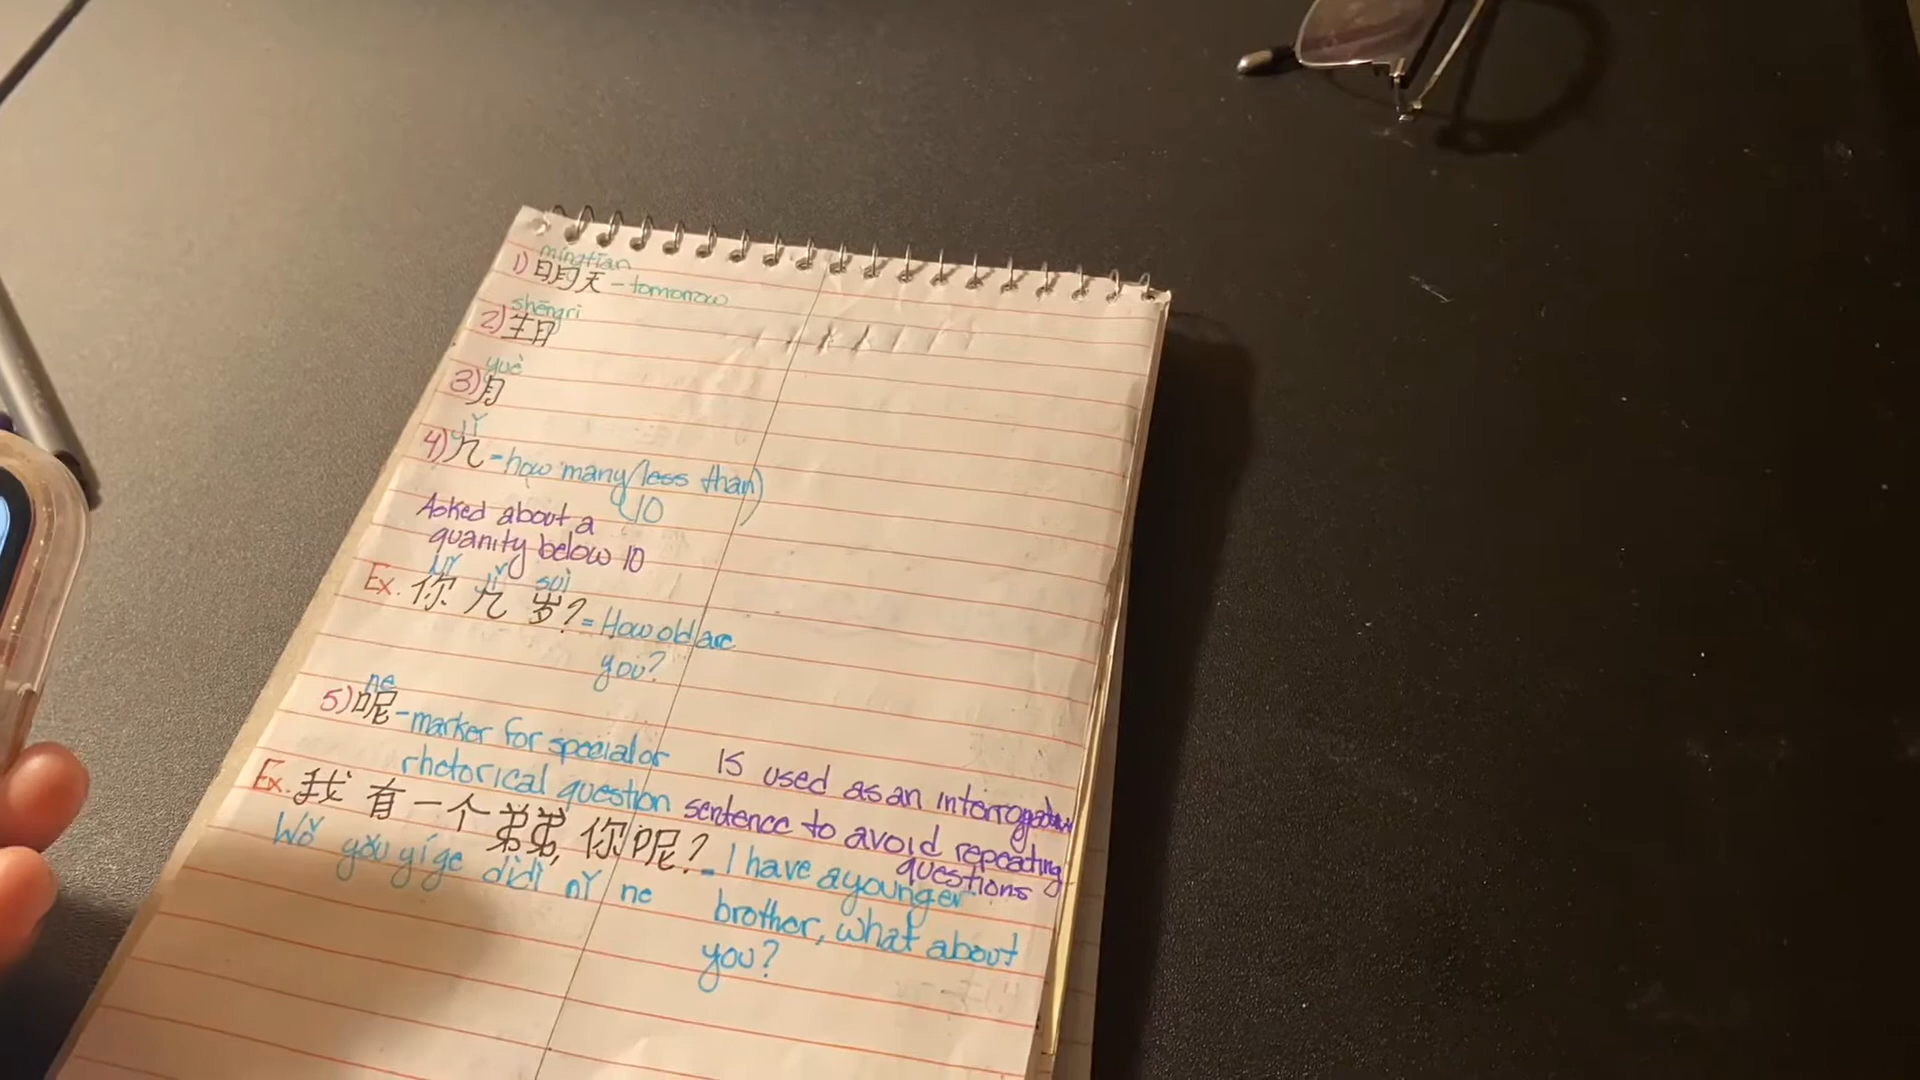 míngtiān
1) 明天 - tomorrow
shēngrì
2) 生日
yuè
3) 月
jǐ
4) 几 - how many (less than)
10
Asked about a
quanity below 10
nǐ jǐ suì
Ex. 你 几 岁? = How old are
you?
ne
5) 呢 - marker for special or
rhetorical question
Is used as an interrogative
sentence to avoid repeating
questions
Ex. 我 有 一 个 弟弟, 你 呢? - I have a younger
Wǒ yǒu yíge dìdì nǐ ne
brother, what about
you?